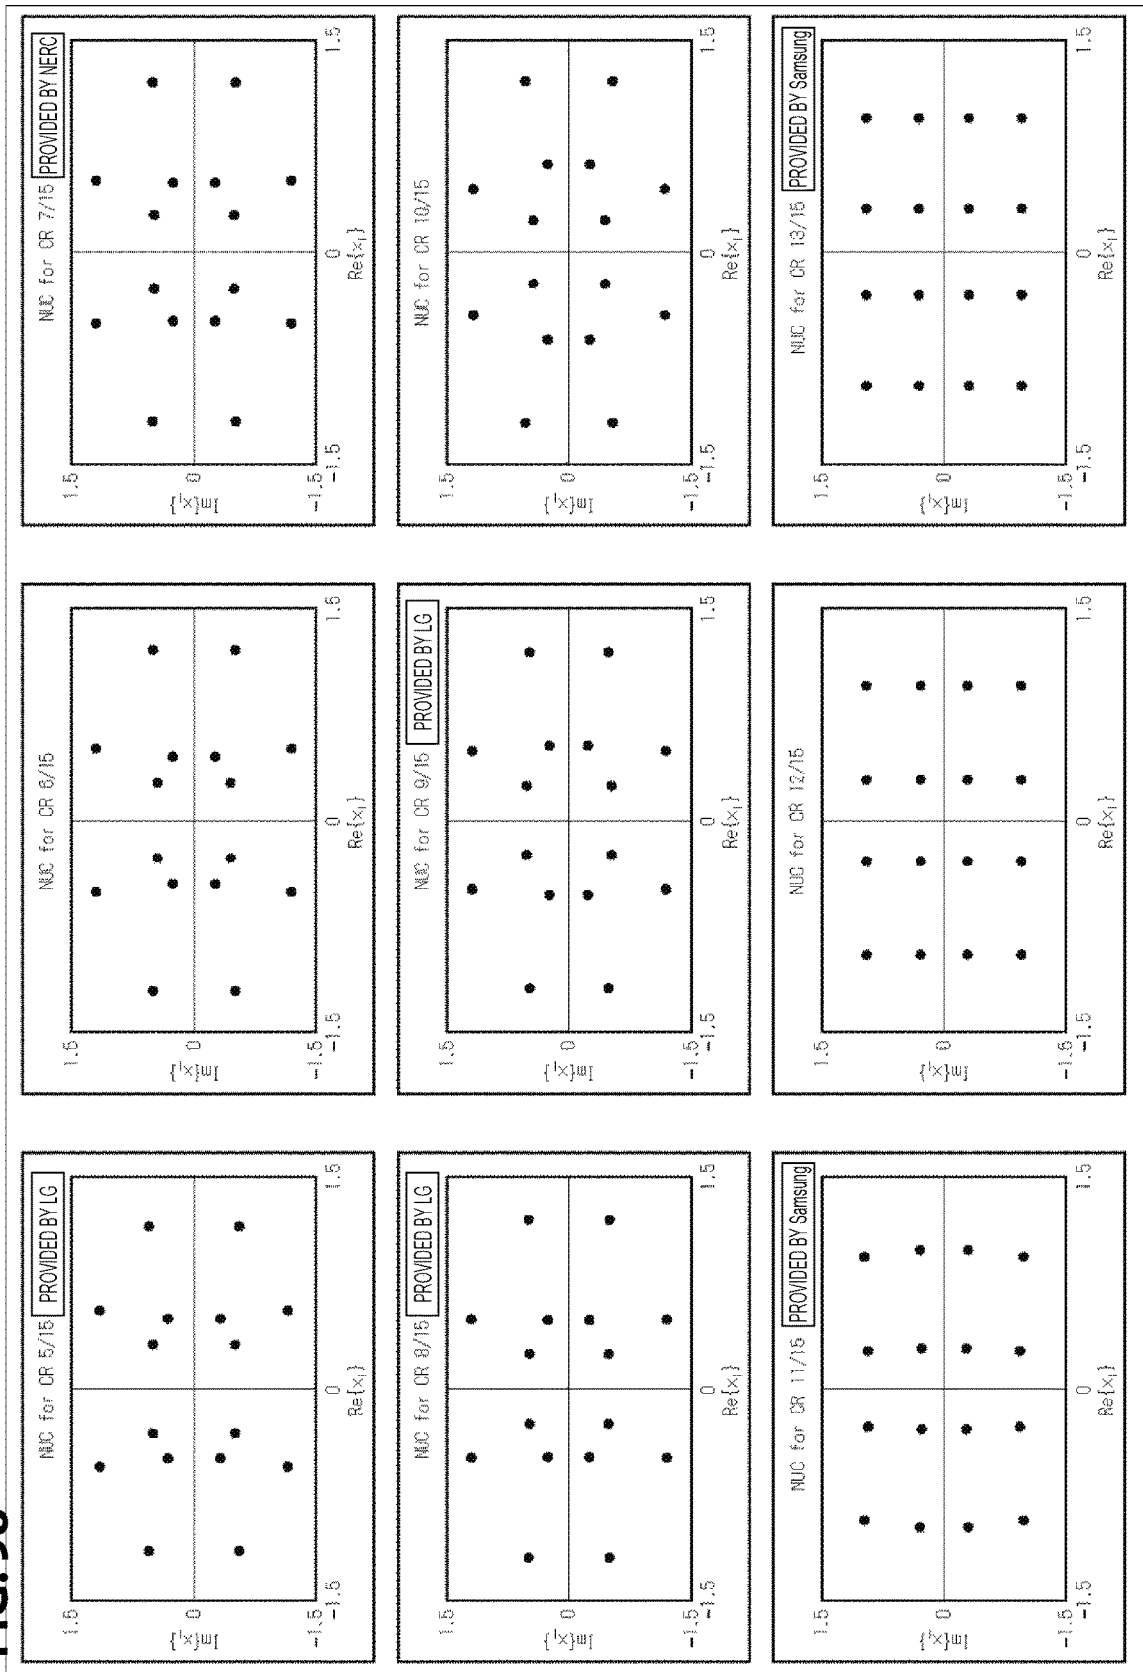 NUC for CR 5/15 PROVIDED BY LG
1.5
Im{x_l}
0
-1.5
-1.5 0 1.5
Re{x_l}
NUC for CR 6/15
1.5
Im{x_l}
0
-1.5
-1.5 0 1.5
Re{x_l}
NUC for CR 7/15 PROVIDED BY NERC
1.5
Im{x_l}
0
-1.5
-1.5 0 1.5
Re{x_l}
NUC for CR 8/15 PROVIDED BY LG
1.5
Im{x_l}
0
-1.5
-1.5 0 1.5
Re{x_l}
NUC for CR 9/15 PROVIDED BY LG
1.5
Im{x_l}
0
-1.5
-1.5 0 1.5
Re{x_l}
NUC for CR 10/15
1.5
Im{x_l}
0
-1.5
-1.5 0 1.5
Re{x_l}
NUC for CR 11/15 PROVIDED BY Samsung
1.5
Im{x_l}
0
-1.5
-1.5 0 1.5
Re{x_l}
NUC for CR 12/15
1.5
Im{x_l}
0
-1.5
-1.5 0 1.5
Re{x_l}
NUC for CR 13/15 PROVIDED BY Samsung
1.5
Im{x_l}
0
-1.5
-1.5 0 1.5
Re{x_l}